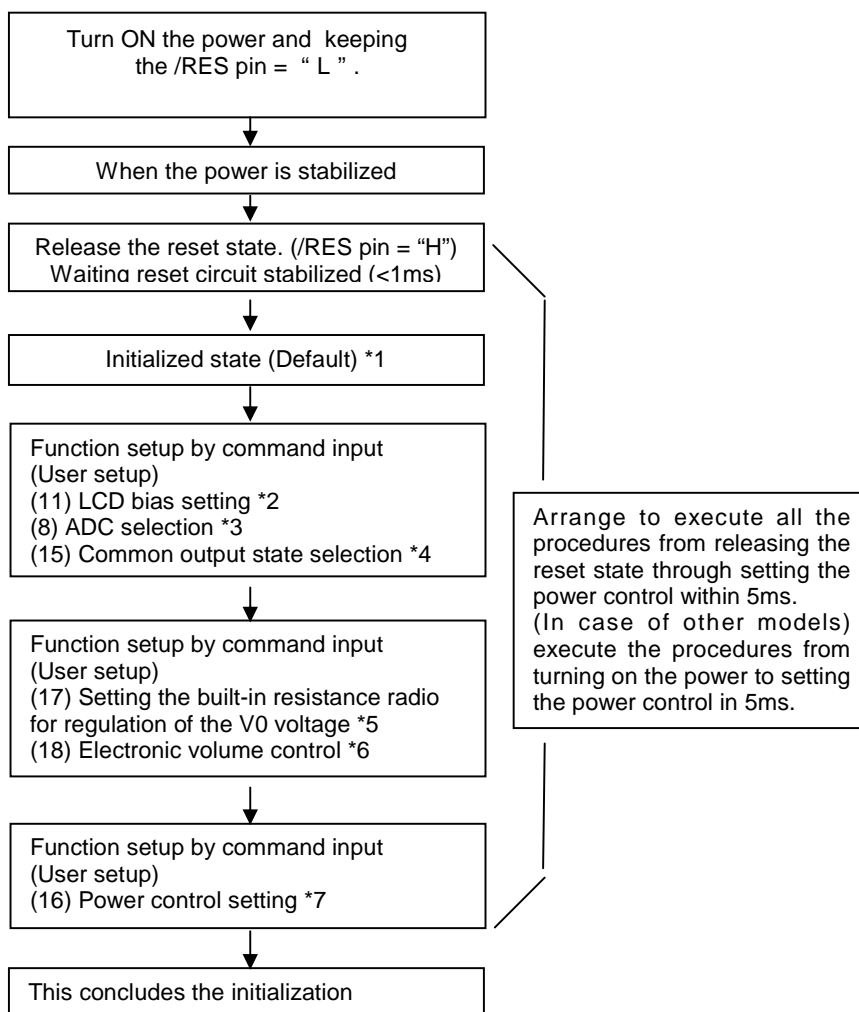 Turn ON the power and keeping
the /RES pin = “ L ” .
When the power is stabilized
Release the reset state. (/RES pin = “H”)
Waiting reset circuit stabilized (<1ms)
Initialized state (Default) *1
Function setup by command input
(User setup)
(11) LCD bias setting *2
(8) ADC selection *3
(15) Common output state selection *4
Function setup by command input
(User setup)
(17) Setting the built-in resistance radio
for regulation of the V0 voltage *5
(18) Electronic volume control *6
Function setup by command input
(User setup)
(16) Power control setting *7
This concludes the initialization
Arrange to execute all the
procedures from releasing the
reset state through setting the
power control within 5ms.
(In case of other models)
execute the procedures from
turning on the power to setting
the power control in 5ms.